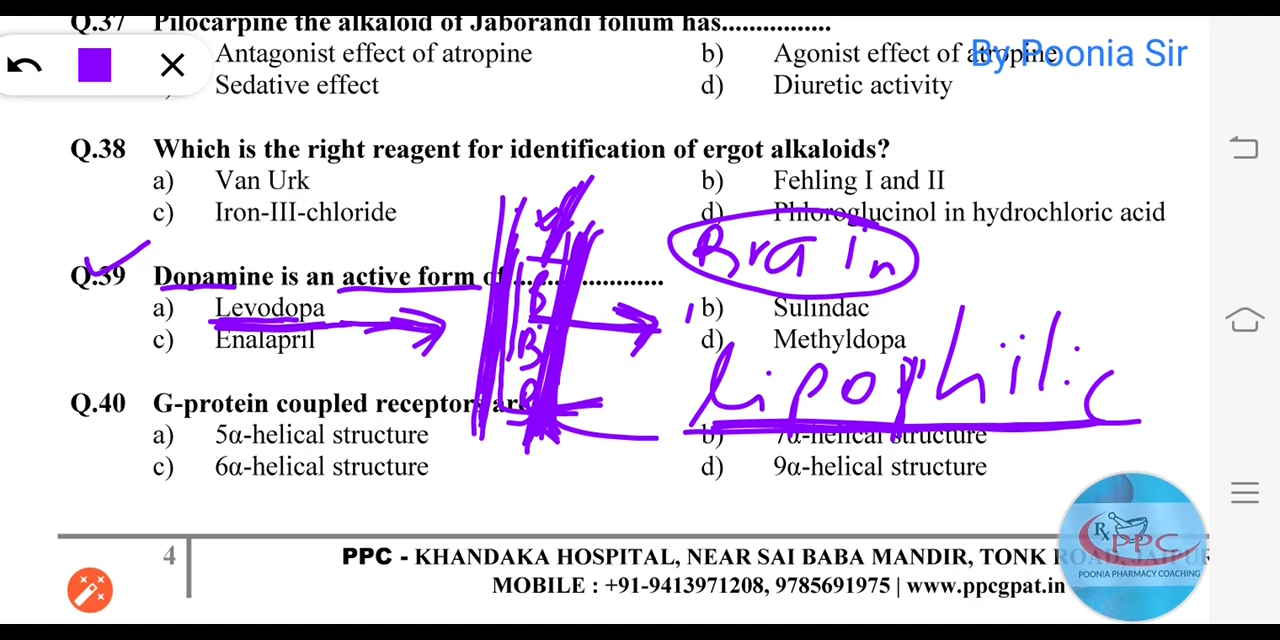 Q.37 Pilocarpine the alkaloid of Jaborandi folium has.................
Antagonist effect of atropine b) Agonist effect of atropine
By Poonia Sir
Sedative effect d) Diuretic activity
Q.38 Which is the right reagent for identification of ergot alkaloids?
a) Van Urk b) Fehling I and II
c) Iron-III-chloride d) Phloroglucinol in hydrochloric acid
Brain
Q.39 Dopamine is an active form of
a) Levodopa b) Sulindac
c) Enalapril d) Methyldopa
B.B.B
lipophilic
Q.40 G-protein coupled receptors are
a) 5α-helical structure b) 7α-helical structure
c) 6α-helical structure d) 9α-helical structure
4
PPC - KHANDAKA HOSPITAL, NEAR SAI BABA MANDIR, TONK ROAD, JAIPUR
MOBILE : +91-9413971208, 9785691975 | www.ppcgpat.in
Rx PPC
POONIA PHARMACY COACHING